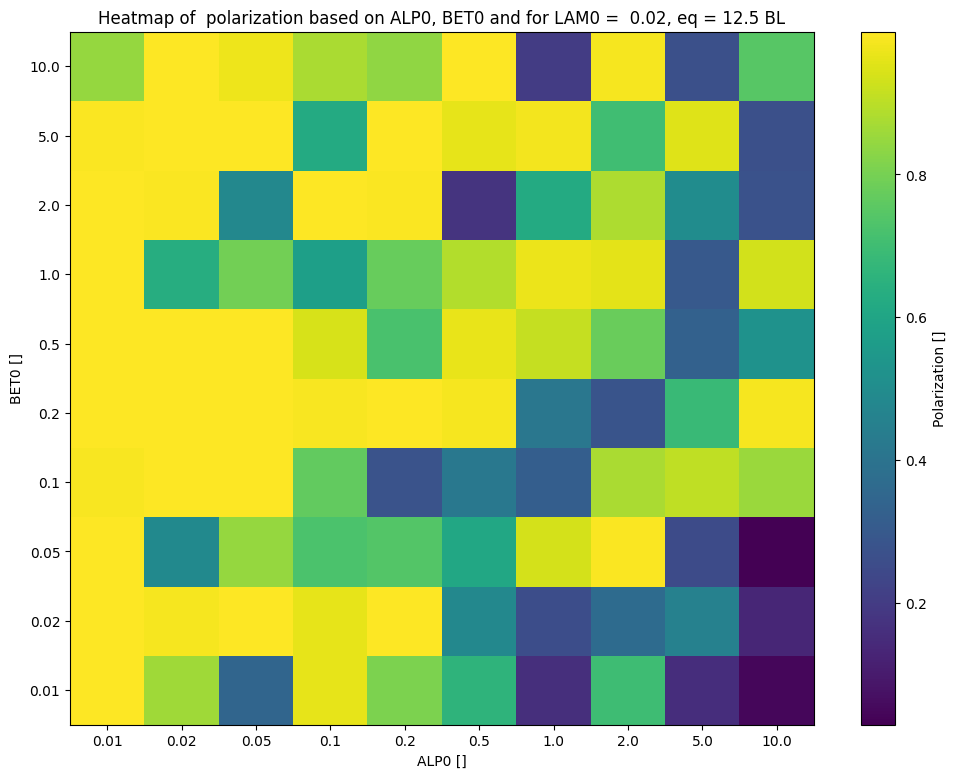 Heatmap of  polarization based on ALP0, BET0 and for LAM0 =  0.02, eq = 12.5 BL
10.0
5.0
2.0
1.0
0.5
0.2
0.1
0.05
0.02
0.01
BET0 []
0.01 0.02 0.05 0.1 0.2 0.5 1.0 2.0 5.0 10.0
ALP0 []
0.8
0.6
0.4
0.2
Polarization []